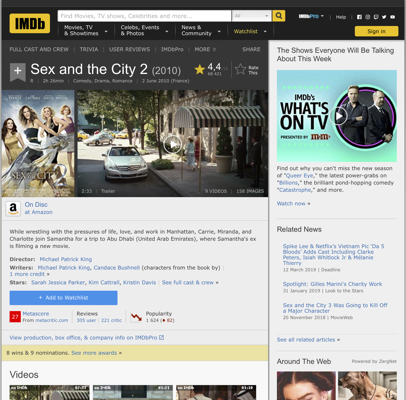 IMDb
Find Movies, TV shows, Celebrities and more...
All
Movies, TV & Showtimes
Celebs, Events & Photos
News & Community
Watchlist
IMDbPro
Help
Sign in
FULL CAST AND CREW | TRIVIA | USER REVIEWS | IMDbPro | MORE
SHARE
Sex and the City 2 (2010)
4,4
Rate This
2h 26min | Comedy, Drama, Romance | 2 June 2010 (France)
2:33 | Trailer
9 VIDEOS | 158 IMAGES
On Disc
at Amazon
While wrestling with the pressures of life, love, and work in Manhattan, Carrie, Miranda, and
Charlotte join Samantha for a trip to Abu Dhabi (United Arab Emirates), where Samantha's ex
is filming a new movie.
Director: Michael Patrick King
Writers: Michael Patrick King, Candace Bushnell (characters from the book by) |
1 more credit »
Stars: Sarah Jessica Parker, Kim Cattrall, Kristin Davis | See full cast & crew »
+ Add to Watchlist
27
Metascore
From metacritic.com
Reviews
305 user | 221 critic
Popularity
1 624 (
82)
View production, box office, & company info on IMDbPro
8 wins & 9 nominations. See more awards »
Videos
The Shows Everyone Will Be Talking
About This Week
IMDb's
WHAT'S
ON TV
PRESENTED BY
Find out why you can't miss the new season
of "Queer Eye," the latest power-grabs on
"Billions," the brilliant pond-hopping comedy
"Catastrophe," and more.
Watch now »
Related News
Spike Lee & Netflix's Vietnam Pic 'Da 5
Bloods' Adds Cast Including Clarke
Peters, Isiah Whitlock Jr & Mélanie
Thierry
12 March 2019 | Deadline
Spotlight: Gilles Marini's Charity Work
31 January 2019 | Look to the Stars
Sex and the City 3 Was Going to Kill Off
a Major Character
20 November 2018 | MovieWeb
See all related articles »
Around The Web
Powered by ZergNet